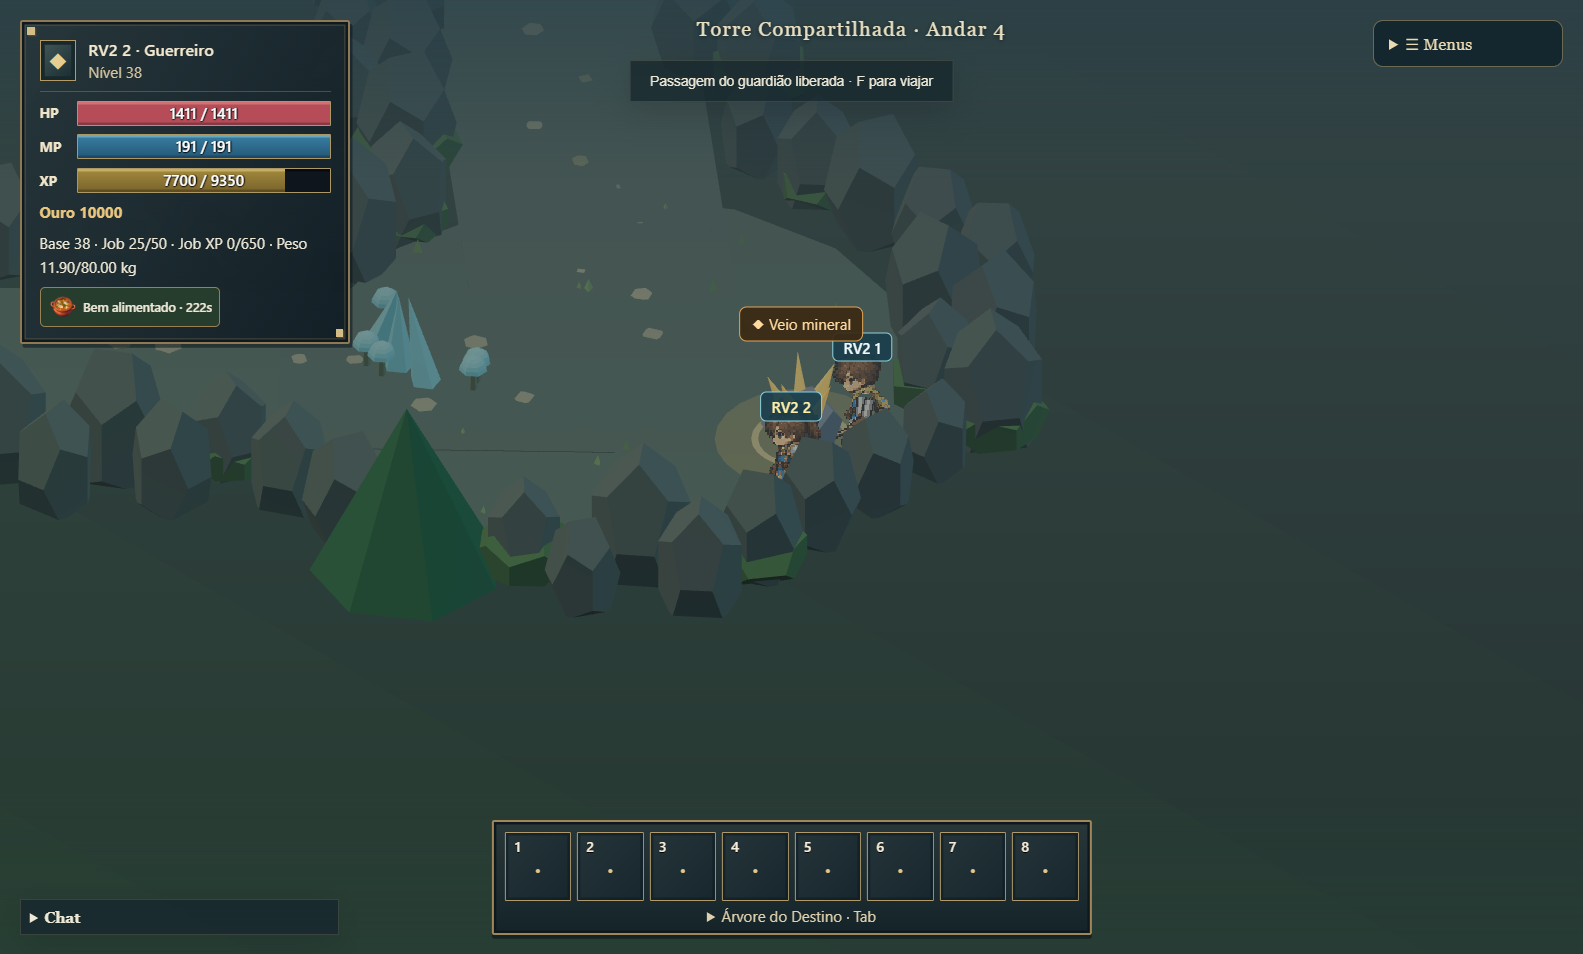 RV2 2 · Guerreiro
Nível 38
HP 1411 / 1411
MP 191 / 191
XP 7700 / 9350
Ouro 10000
Base 38 · Job 25/50 · Job XP 0/650 · Peso
11.90/80.00 kg
Bem alimentado · 222s
Torre Compartilhada · Andar 4
Passagem do guardião liberada · F para viajar
▶ ☰ Menus
◆ Veio mineral
RV2 1
RV2 2
1 2 3 4 5 6 7 8
▶ Árvore do Destino · Tab
▶ Chat